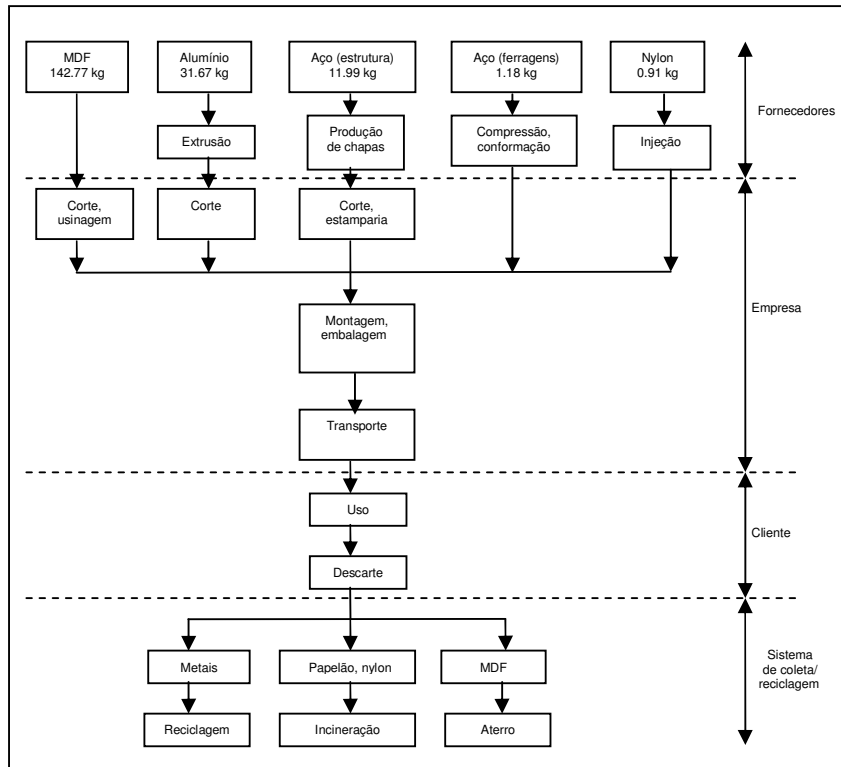 MDF
142.77 kg
Alumínio
31.67 kg
Aço (estrutura)
11.99 kg
Aço (ferragens)
1.18 kg
Nylon
0.91 kg
Fornecedores
Extrusão
Produção
de chapas
Compressão,
conformação
Injeção
Corte,
usinagem
Corte
Corte,
estamparia
Empresa
Montagem,
embalagem
Transporte
Uso
Cliente
Descarte
Metais
Papelão, nylon
MDF
Sistema
de coleta/
reciclagem
Reciclagem
Incineração
Aterro